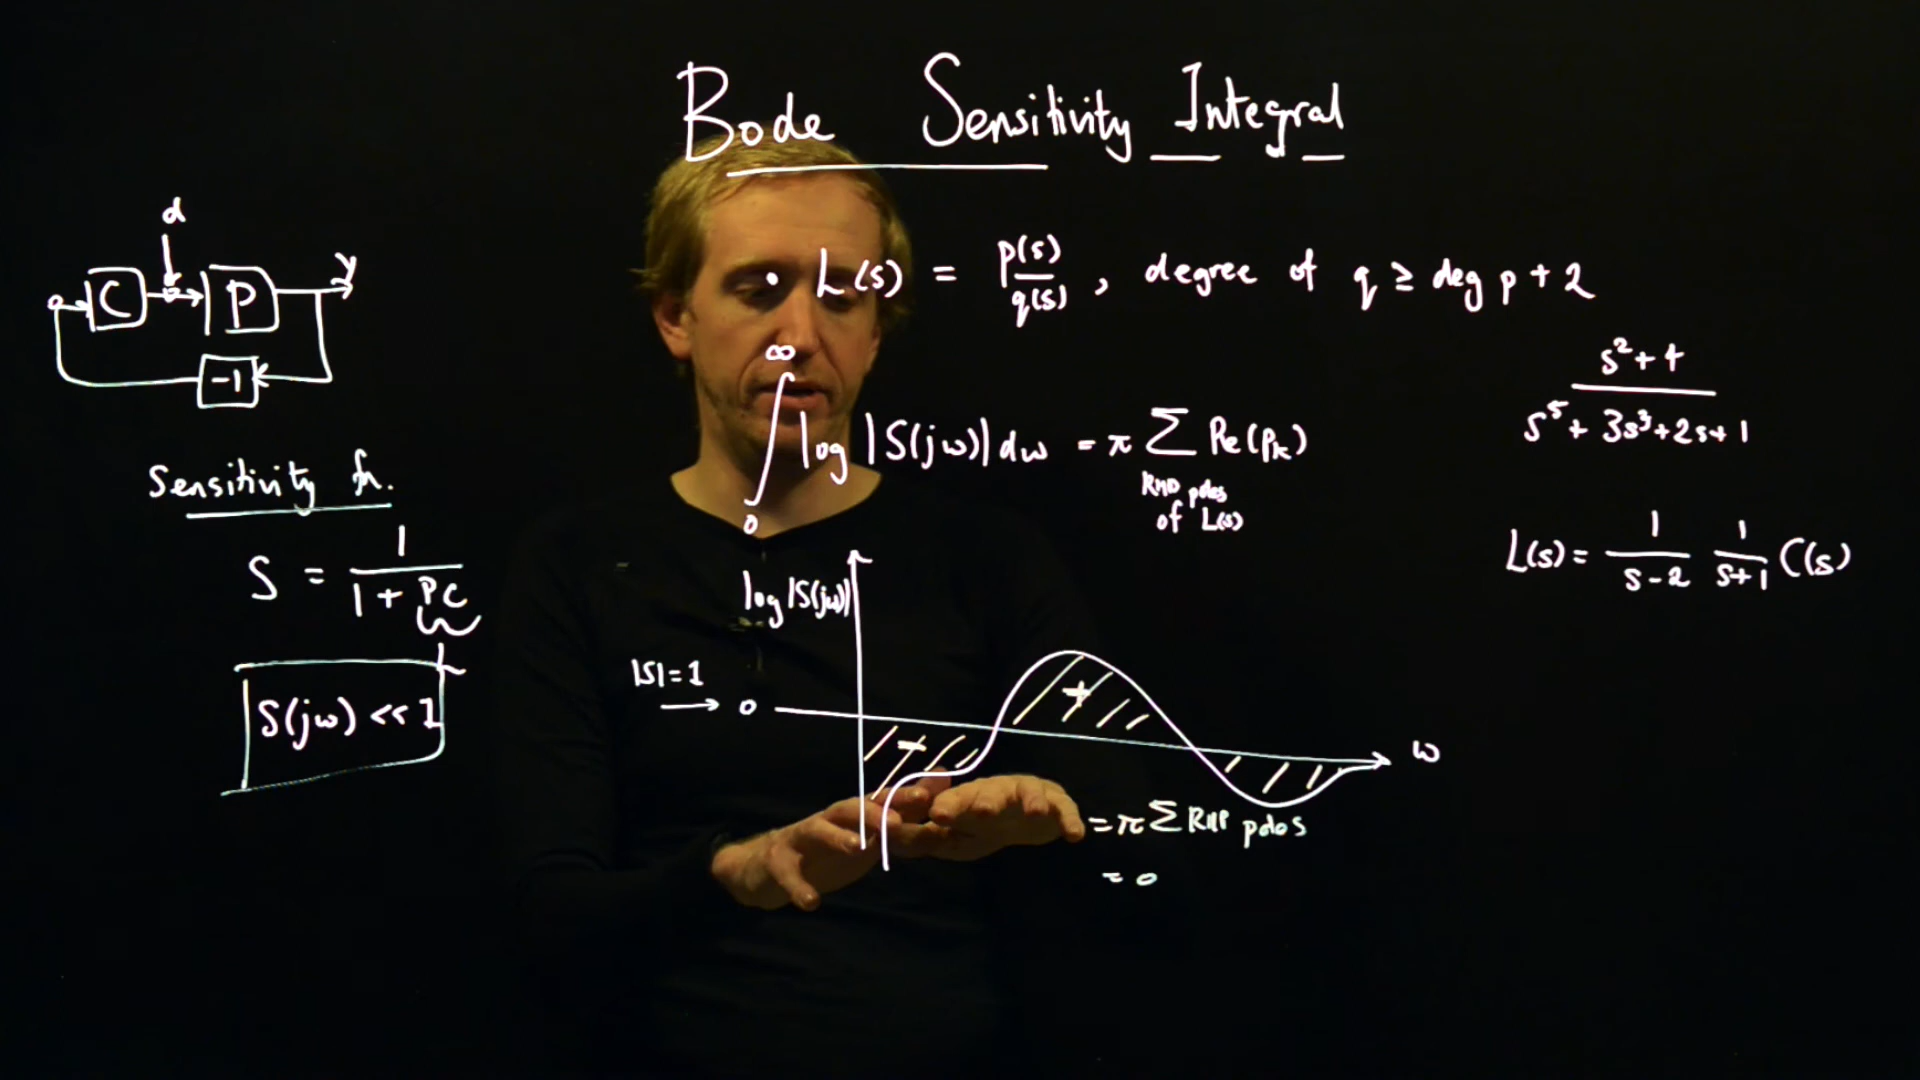 Bode Sensitivity Integral
d
C P y
-1
Sensitivity fn.
S = 1 / (1 + PC)
S(jω) << 1
• L(s) = p(s)/q(s), degree of q ≥ deg p + 2
∫₀^∞ log |S(jω)| dω = π Σ Re(pₖ)
RHP poles
of L(s)
log |S(jω)|
|S|=1
→ 0
+
-
ω
= π Σ RHP poles
= 0
s² + 4
s⁵ + 3s³ + 2s + 1
L(s) = 1/(s-2) 1/(s+1) C(s)